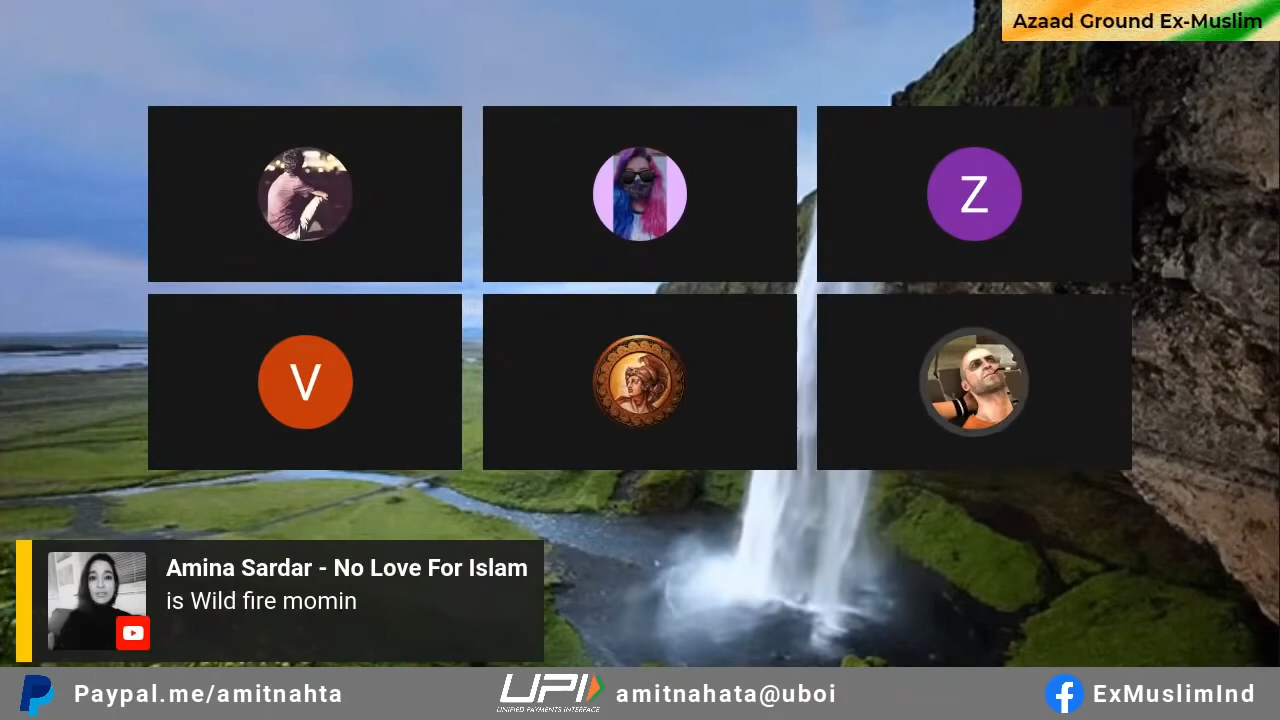 Azaad Ground Ex-Muslim
Z
V
Amina Sardar - No Love For Islam
is Wild fire momin
Paypal.me/amitnahta
UPI
UNIFIED PAYMENTS INTERFACE
amitnahata@uboi
ExMuslimInd